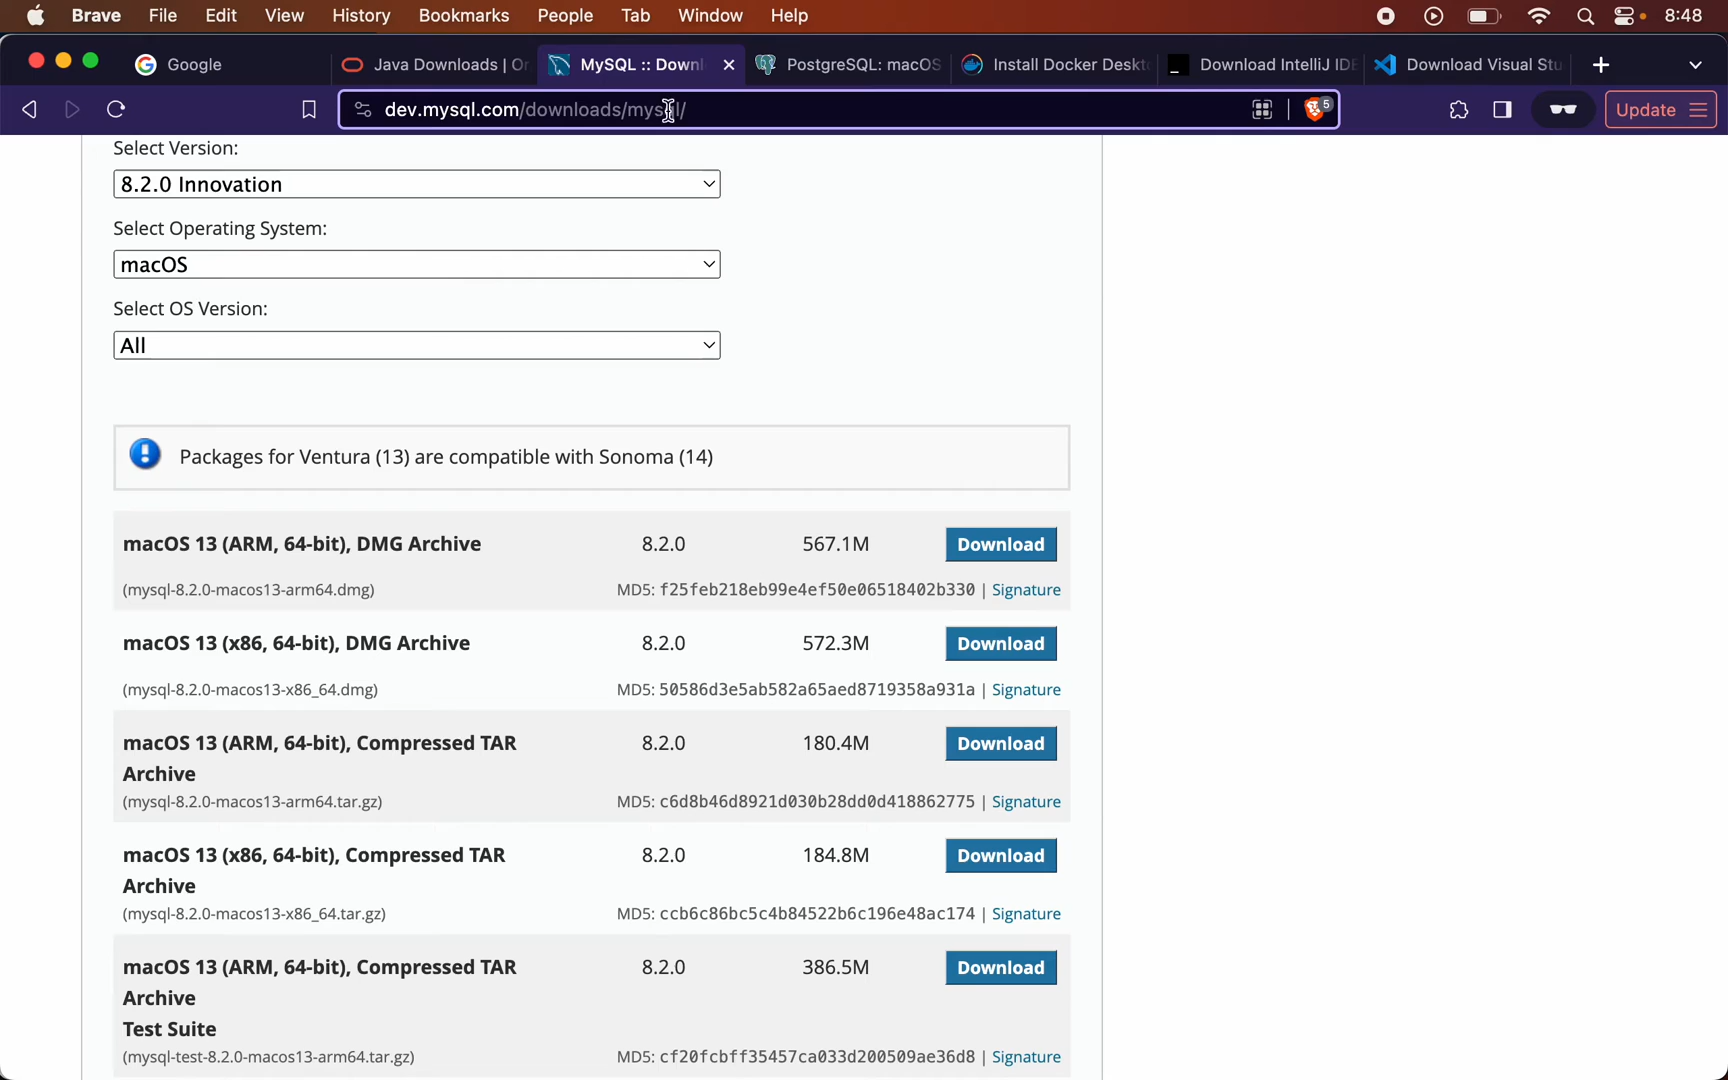 Brave File Edit View History Bookmarks People Tab Window Help 8:48
Google Java Downloads | Or MySQL :: Downl PostgreSQL: macOS Install Docker Deskt Download IntelliJ IDE Download Visual Stu
dev.mysql.com/downloads/mysql/ 5 Update
Select Version:
8.2.0 Innovation
Select Operating System:
macOS
Select OS Version:
All
Packages for Ventura (13) are compatible with Sonoma (14)
macOS 13 (ARM, 64-bit), DMG Archive 8.2.0 567.1M Download
(mysql-8.2.0-macos13-arm64.dmg) MD5: f25feb218eb99e4ef50e06518402b330 | Signature
macOS 13 (x86, 64-bit), DMG Archive 8.2.0 572.3M Download
(mysql-8.2.0-macos13-x86_64.dmg) MD5: 50586d3e5ab582a65aed8719358a931a | Signature
macOS 13 (ARM, 64-bit), Compressed TAR 8.2.0 180.4M Download
Archive
(mysql-8.2.0-macos13-arm64.tar.gz) MD5: c6d8b46d8921d030b28dd0d418862775 | Signature
macOS 13 (x86, 64-bit), Compressed TAR 8.2.0 184.8M Download
Archive
(mysql-8.2.0-macos13-x86_64.tar.gz) MD5: ccb6c86bc5c4b84522b6c196e48ac174 | Signature
macOS 13 (ARM, 64-bit), Compressed TAR 8.2.0 386.5M Download
Archive
Test Suite
(mysql-test-8.2.0-macos13-arm64.tar.gz) MD5: cf20fcbff35457ca033d200509ae36d8 | Signature